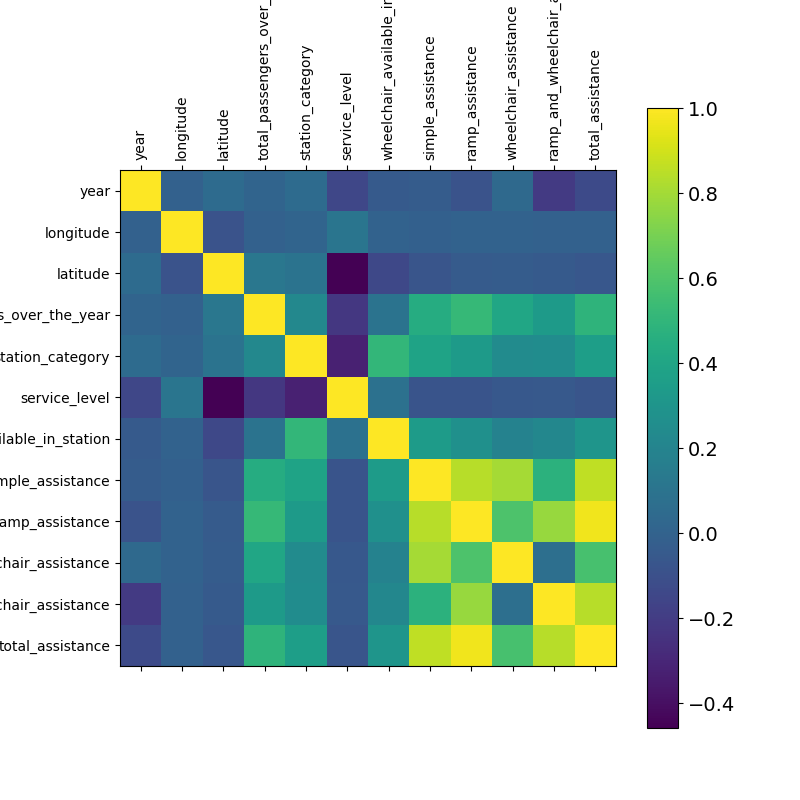 year
longitude
latitude
total_passengers_over_
station_category
service_level
wheelchair_available_in
simple_assistance
ramp_assistance
wheelchair_assistance
ramp_and_wheelchair_a
total_assistance
year
longitude
latitude
s_over_the_year
station_category
service_level
ilable_in_station
mple_assistance
amp_assistance
chair_assistance
chair_assistance
total_assistance
1.0
0.8
0.6
0.4
0.2
0.0
−0.2
−0.4